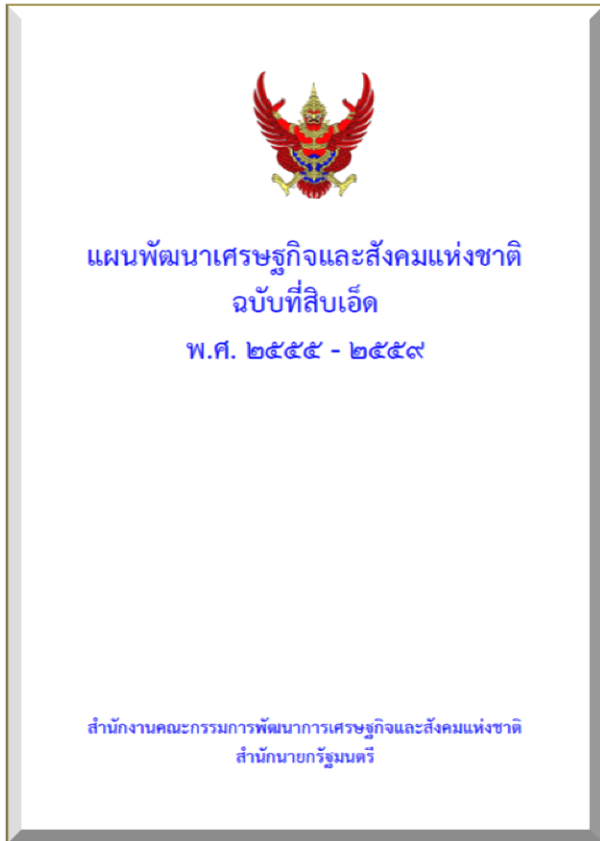 แผนพัฒนาเศรษฐกิจและสังคมแห่งชาติ
ฉบับที่สิบเอ็ด
พ.ศ. ๒๕๕๕ - ๒๕๕๙
สำนักงานคณะกรรมการพัฒนาการเศรษฐกิจและสังคมแห่งชาติ
สำนักนายกรัฐมนตรี